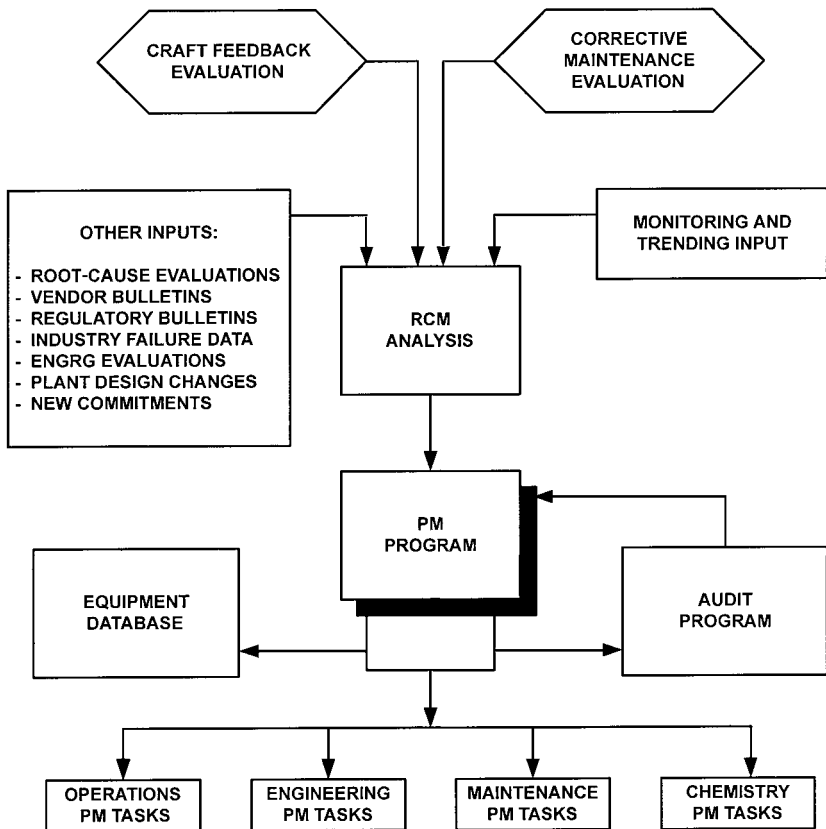 CRAFT FEEDBACK
EVALUATION
CORRECTIVE
MAINTENANCE
EVALUATION
OTHER INPUTS:
- ROOT-CAUSE EVALUATIONS
- VENDOR BULLETINS
- REGULATORY BULLETINS
- INDUSTRY FAILURE DATA
- ENGRG EVALUATIONS
- PLANT DESIGN CHANGES
- NEW COMMITMENTS
MONITORING AND
TRENDING INPUT
RCM
ANALYSIS
PM
PROGRAM
EQUIPMENT
DATABASE
AUDIT
PROGRAM
OPERATIONS
PM TASKS
ENGINEERING
PM TASKS
MAINTENANCE
PM TASKS
CHEMISTRY
PM TASKS